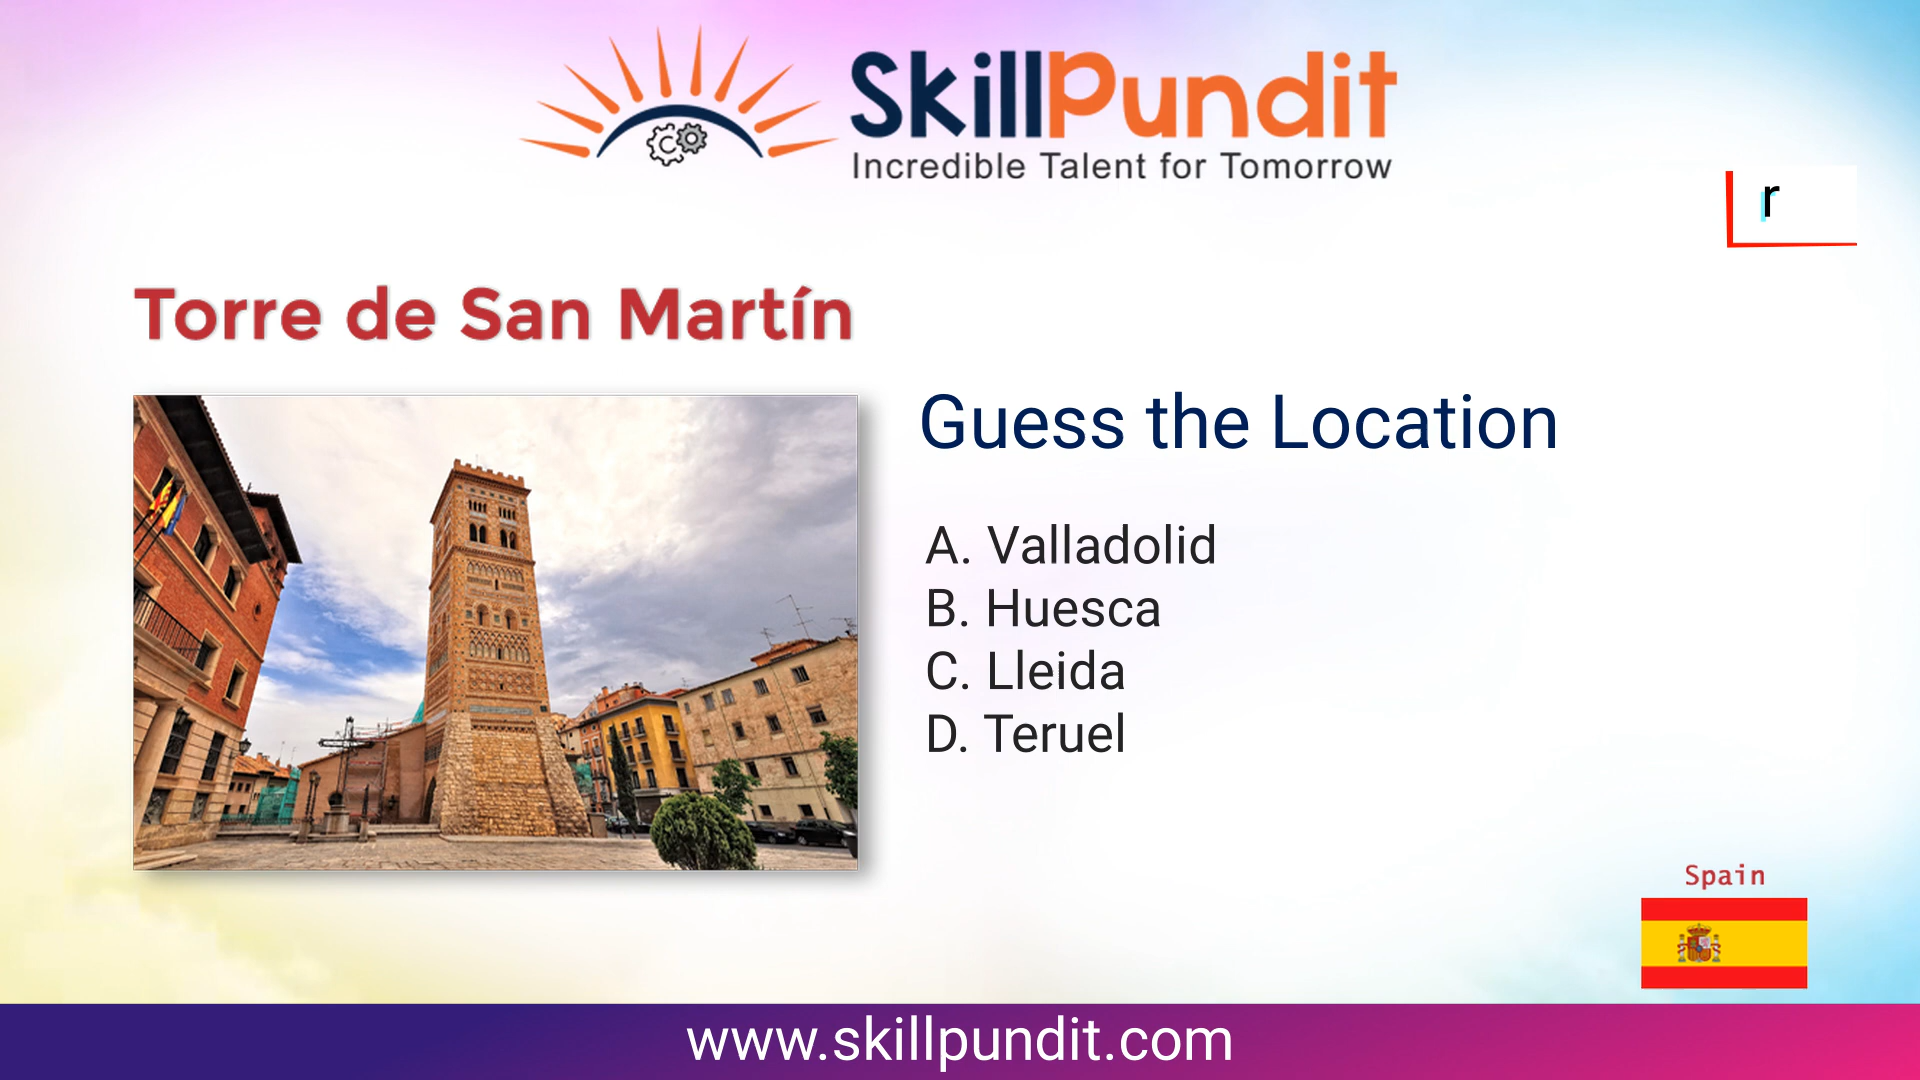 SkillPundit
Incredible Talent for Tomorrow
r
Torre de San Martín
Guess the Location
A. Valladolid
B. Huesca
C. Lleida
D. Teruel
Spain
www.skillpundit.com